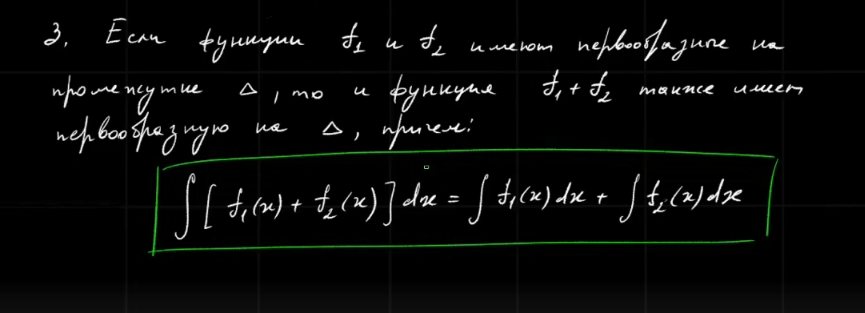 3. Если функции f₁ и f₂ имеют первообразные на
промежутке Δ, то и функция f₁ + f₂ также имеет
первообразную на Δ, причем:
∫[f₁(x) + f₂(x)]dx = ∫f₁(x)dx + ∫f₂(x)dx